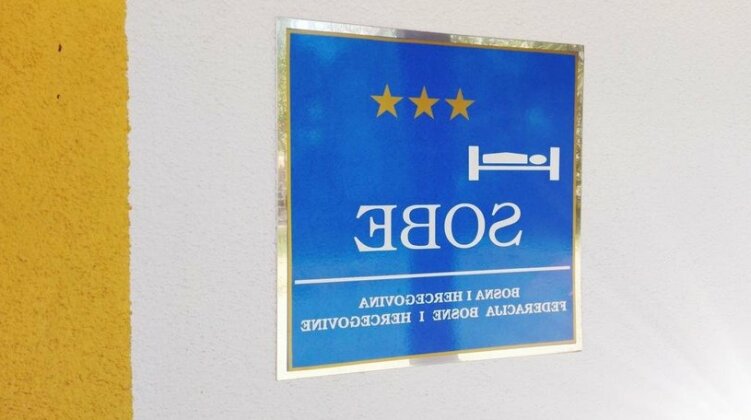 SOBE
BOSNA I HERCEGOVINA
FEDERACIJA BOSNE I HERCEGOVINE